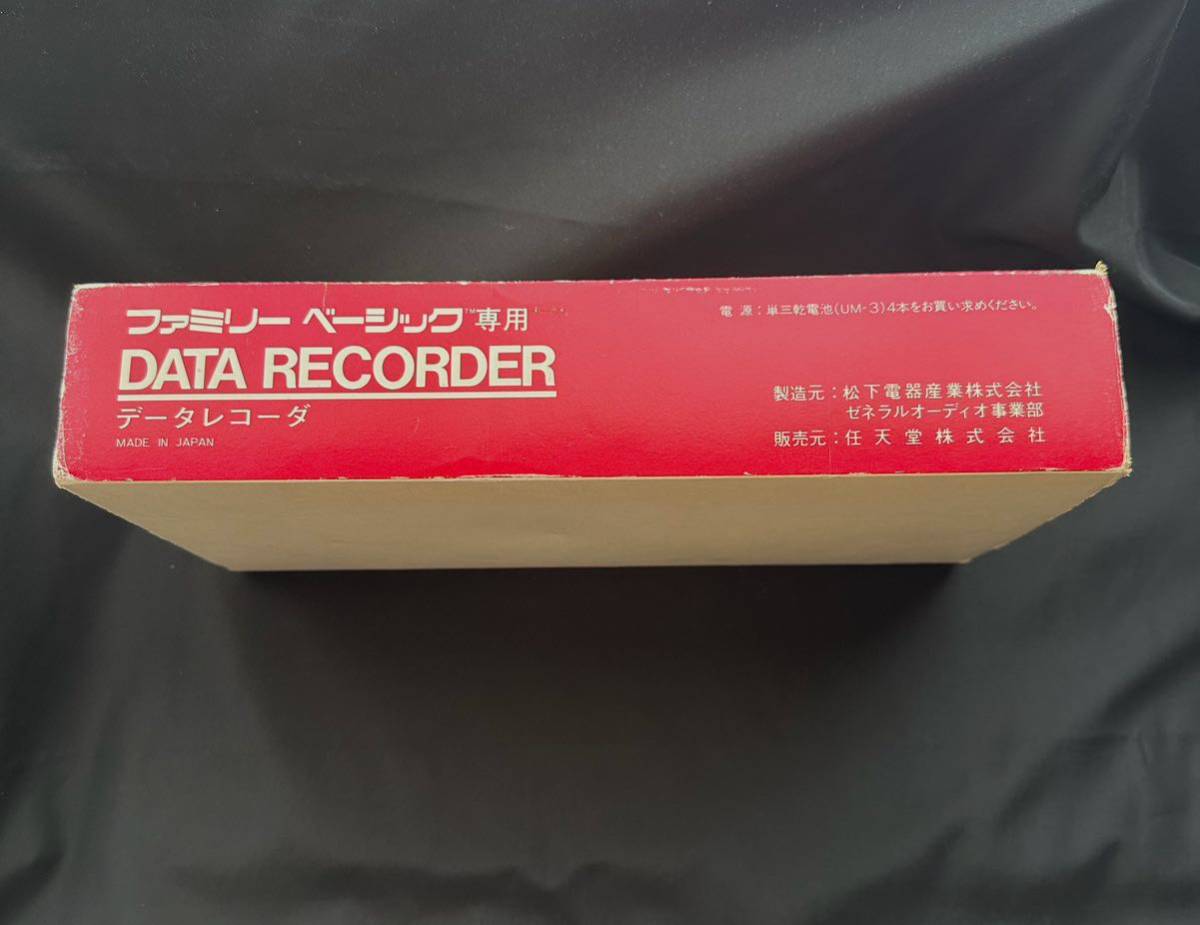 ファミリー ベーシック™専用
DATA RECORDER
データレコーダ
MADE IN JAPAN
電 源：単三乾電池(UM-3)4本をお買い求めください。
製造元：松下電器産業株式会社
ゼネラルオーディオ事業部
販売元：任天堂株式会社